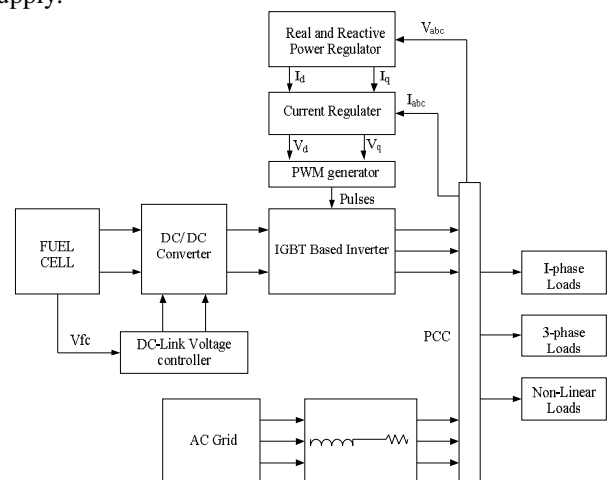 supply.
Real and Reactive
Power Regulator
Vabc
Id
Iq
Iabc
Current Regulater
Vd
Vq
PWM generator
Pulses
FUEL
CELL
DC/DC
Converter
IGBT Based Inverter
1-phase
Loads
Vfc
DC-Link Voltage
controller
PCC
3-phase
Loads
Non-Linear
Loads
AC Grid